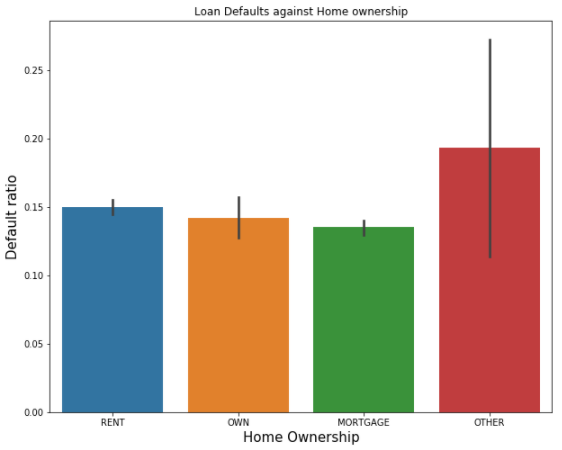 Loan Defaults against Home ownership
0.25
0.20
0.15
0.10
0.05
0.00
Default ratio
RENT OWN MORTGAGE OTHER
Home Ownership